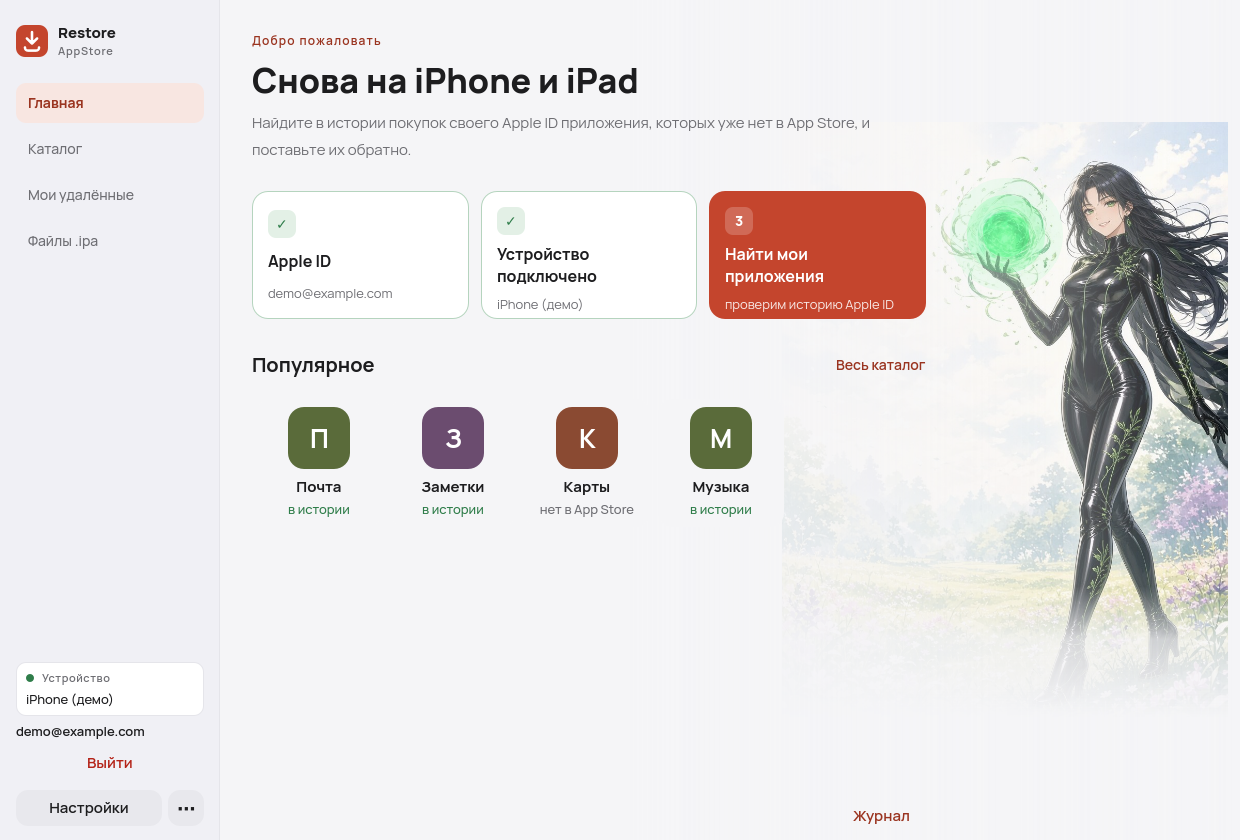 Restore
AppStore
Главная
Каталог
Мои удалённые
Файлы .ipa
Устройство
iPhone (демо)
demo@example.com
Выйти
Настройки
Добро пожаловать
Снова на iPhone и iPad
Найдите в истории покупок своего Apple ID приложения, которых уже нет в App Store, и
поставьте их обратно.
✓
Apple ID
demo@example.com
✓
Устройство
подключено
iPhone (демо)
3
Найти мои
приложения
проверим историю Apple ID
Популярное
Весь каталог
П
Почта
в истории
З
Заметки
в истории
К
Карты
нет в App Store
М
Музыка
в истории
Журнал